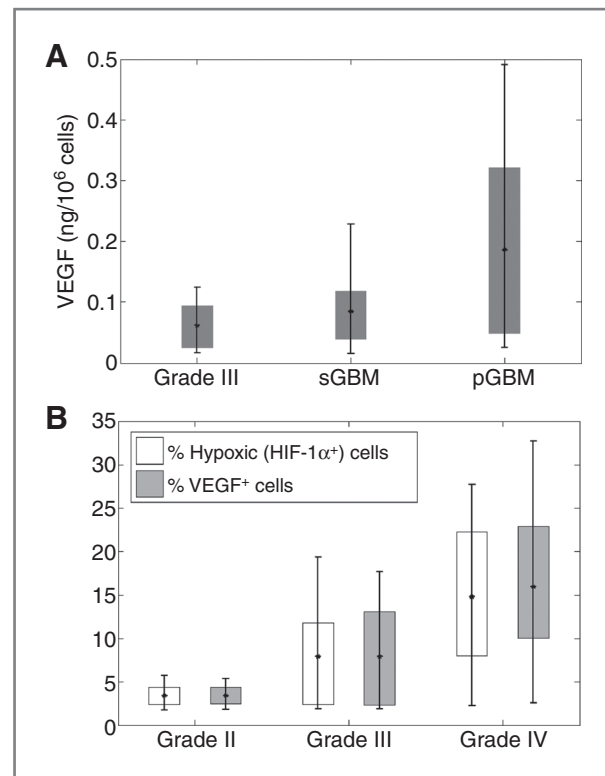 A
VEGF (ng/10⁶ cells)
0.5
0.4
0.3
0.2
0.1
0
Grade III sGBM pGBM
B
35
30
25
20
15
10
5
0
% Hypoxic (HIF-1α⁺) cells
% VEGF⁺ cells
Grade II Grade III Grade IV